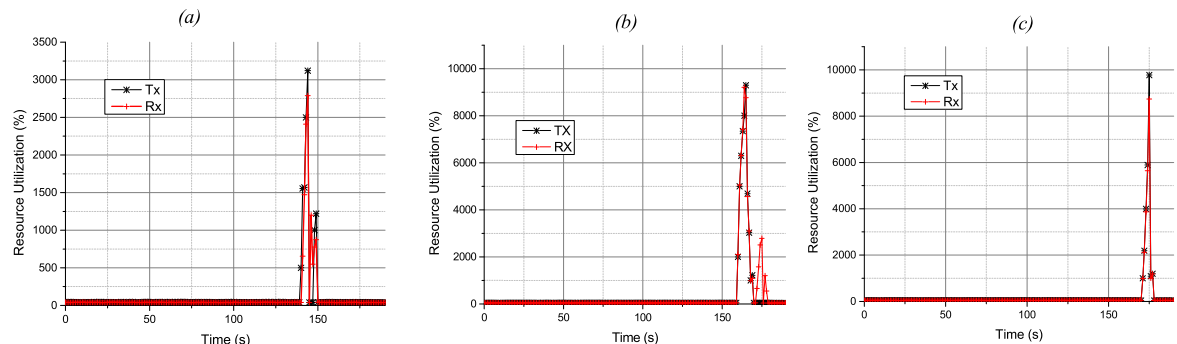 (a)
3500
3000
2500
2000
1500
1000
500
0
Resource Utilization (%)
Tx
Rx
0 50 100 150
Time (s)
(b)
10000
8000
6000
4000
2000
0
Resource Utilization (%)
TX
RX
0 50 100 150
Time (s)
(c)
10000
8000
6000
4000
2000
0
Resource Utilization (%)
Tx
Rx
0 50 100 150
Time (s)